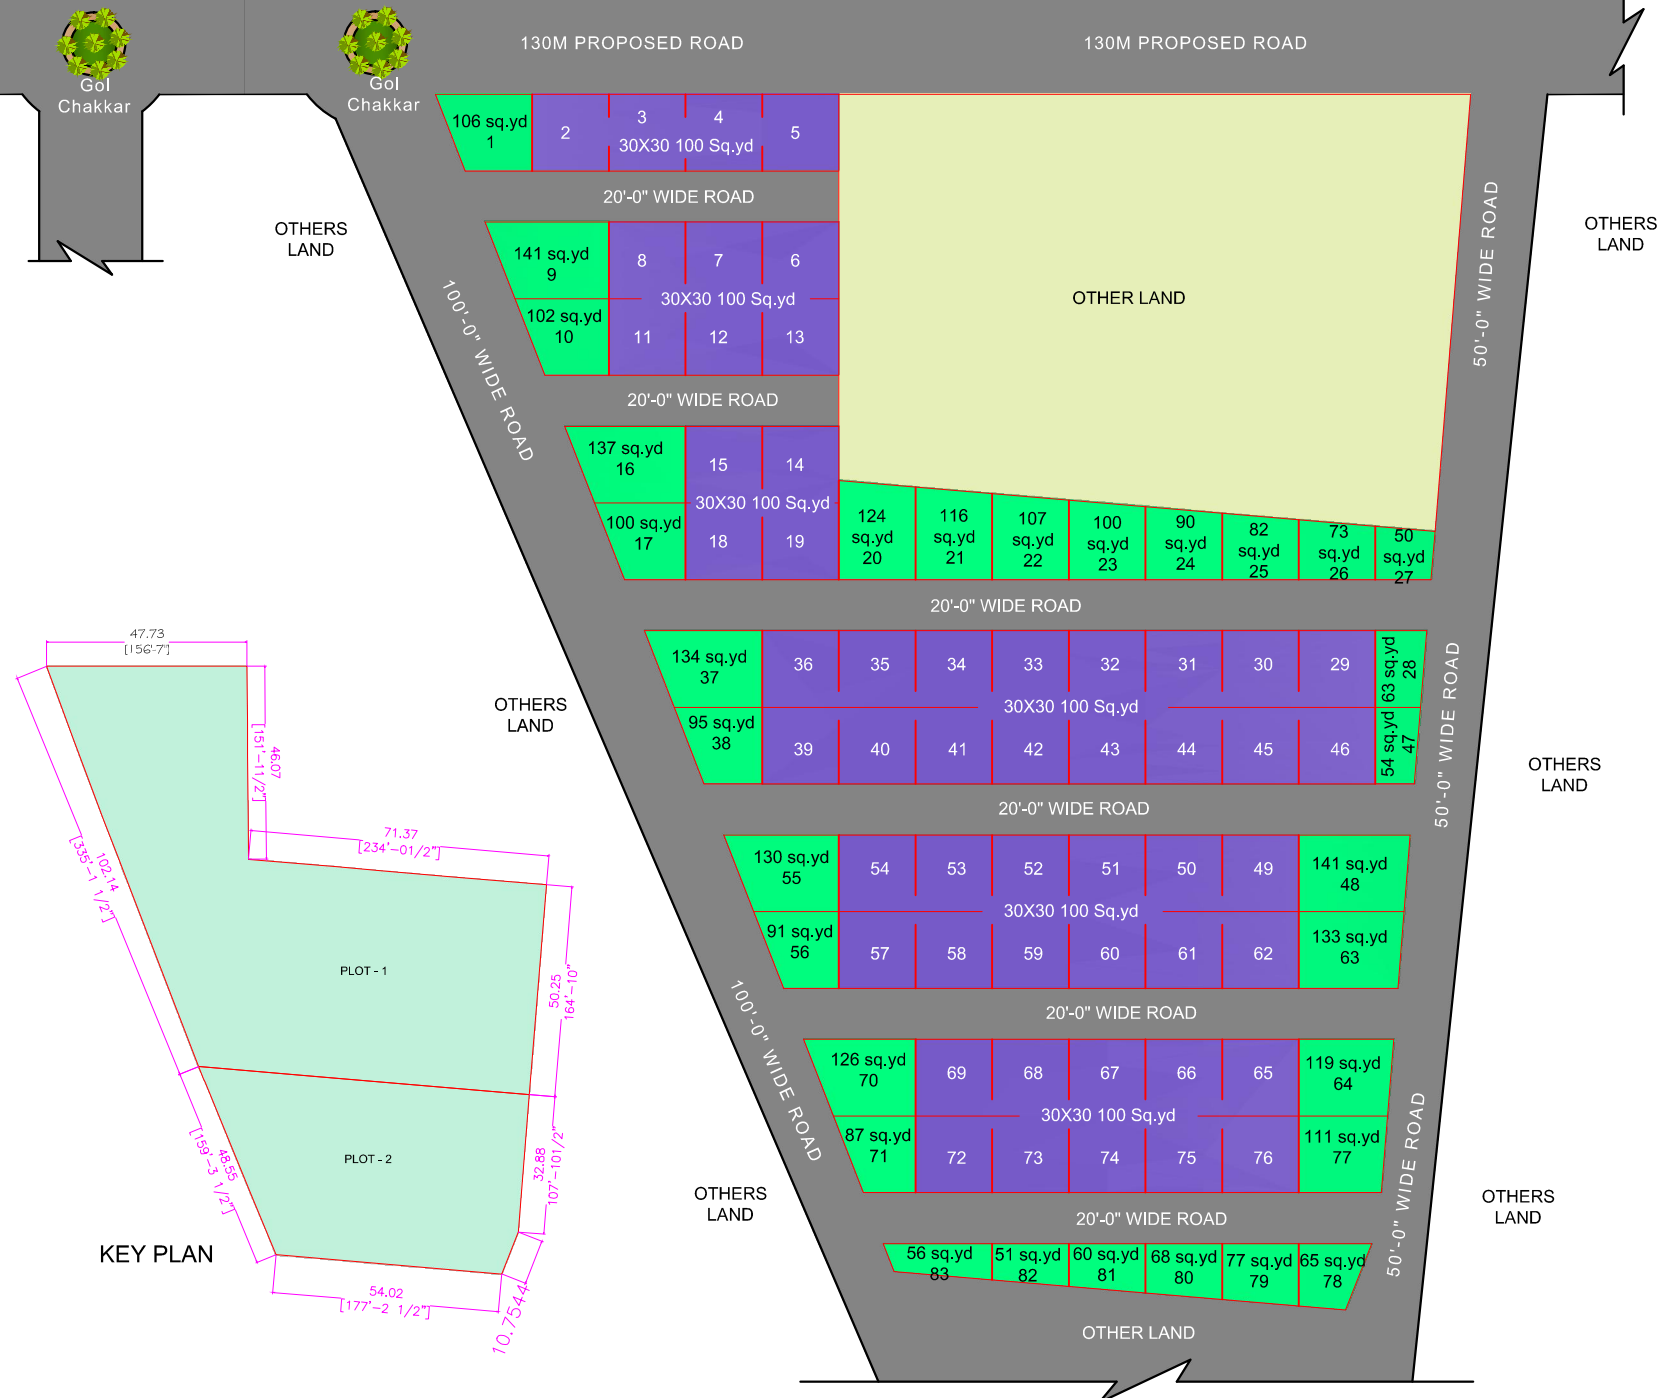 130M PROPOSED ROAD
130M PROPOSED ROAD
Gol
Chakkar
Gol
Chakkar
106 sq.yd
1
2
3
4
5
30X30 100 Sq.yd
20'-0" WIDE ROAD
OTHERS
LAND
OTHERS
LAND
50'-0" WIDE ROAD
141 sq.yd
9
8
7
6
30X30 100 Sq.yd
102 sq.yd
10
11
12
13
OTHER LAND
100'-0" WIDE ROAD
20'-0" WIDE ROAD
137 sq.yd
16
15
14
30X30 100 Sq.yd
100 sq.yd
17
18
19
124
sq.yd
20
116
sq.yd
21
107
sq.yd
22
100
sq.yd
23
90
sq.yd
24
82
sq.yd
25
73
sq.yd
26
50
sq.yd
27
20'-0" WIDE ROAD
134 sq.yd
37
36
35
34
33
32
31
30
29
63 sq.yd
28
30X30 100 Sq.yd
95 sq.yd
38
39
40
41
42
43
44
45
46
54 sq.yd
47
OTHERS
LAND
50'-0" WIDE ROAD
OTHERS
LAND
20'-0" WIDE ROAD
130 sq.yd
55
54
53
52
51
50
49
141 sq.yd
48
30X30 100 Sq.yd
91 sq.yd
56
57
58
59
60
61
62
133 sq.yd
63
100'-0" WIDE ROAD
20'-0" WIDE ROAD
126 sq.yd
70
69
68
67
66
65
119 sq.yd
64
30X30 100 Sq.yd
87 sq.yd
71
72
73
74
75
76
111 sq.yd
77
OTHERS
LAND
50'-0" WIDE ROAD
OTHERS
LAND
20'-0" WIDE ROAD
56 sq.yd
83
51 sq.yd
82
60 sq.yd
81
68 sq.yd
80
77 sq.yd
79
65 sq.yd
78
OTHER LAND
47.73
[156'-7"]
46.07
[151'-11/2"]
71.37
[234'-01/2"]
102.14
[335'-1 1/2"]
PLOT - 1
50.25
164'-10"
PLOT - 2
48.55
[159'-3 1/2"]
32.88
107'-101/2"
KEY PLAN
54.02
[177'-2 1/2"]
10.7544